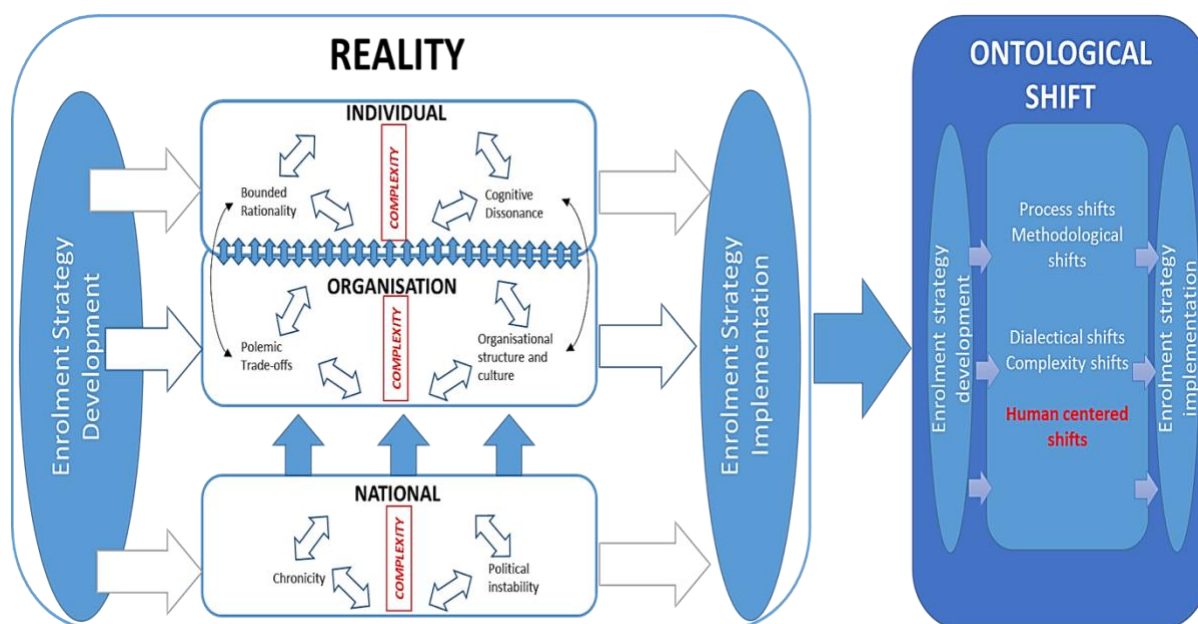 REALITY
Enrolment Strategy
Development
INDIVIDUAL
COMPLEXITY
Bounded
Rationality
Cognitive
Dissonance
ORGANISATION
COMPLEXITY
Polemic
Trade-offs
Organisational
structure and
culture
NATIONAL
COMPLEXITY
Chronicity
Political
instability
Enrolment Strategy
Implementation
ONTOLOGICAL
SHIFT
Enrolment strategy
development
Process shifts
Methodological
shifts
Dialectical shifts
Complexity shifts
Human centered
shifts
Enrolment strategy
implementation